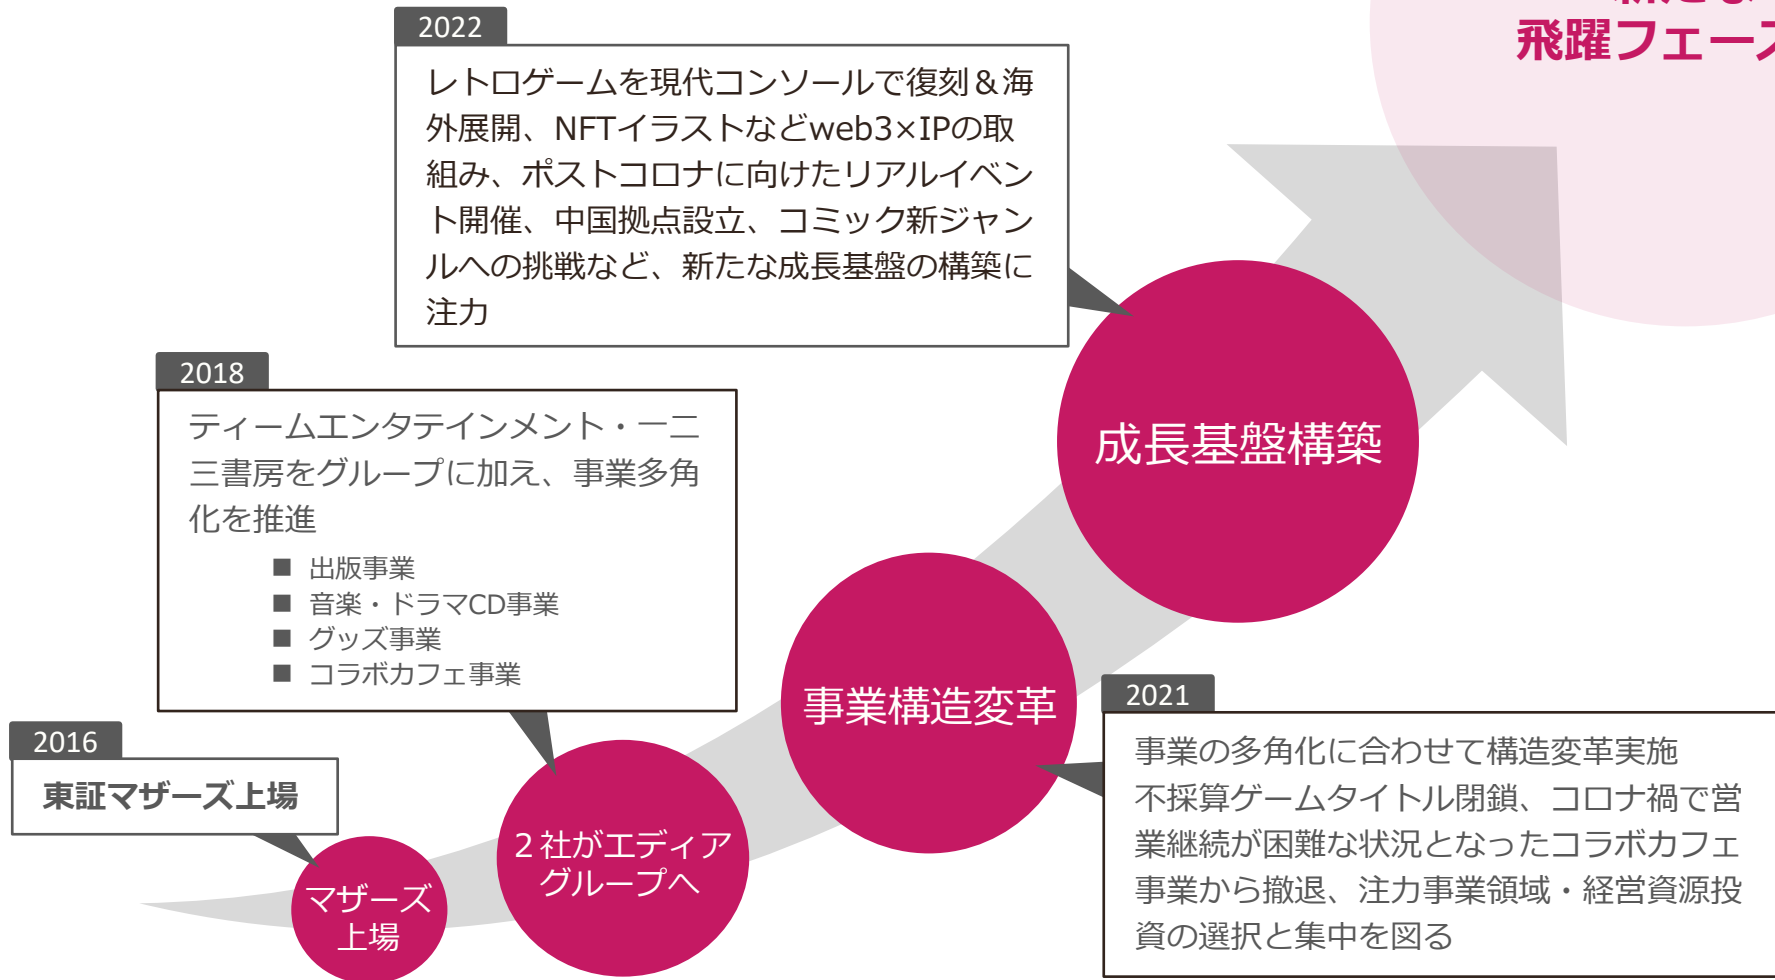 2022
レトロゲームを現代コンソールで復刻＆海
外展開、NFTイラストなどweb3×IPの取
組み、ポストコロナに向けたリアルイベン
ト開催、中国拠点設立、コミック新ジャン
ルへの挑戦など、新たな成長基盤の構築に
注力
飛躍フェーズ
2018
ティームエンタテインメント・一二
三書房をグループに加え、事業多角
化を推進
■ 出版事業
■ 音楽・ドラマCD事業
■ グッズ事業
■ コラボカフェ事業
2016
東証マザーズ上場
マザーズ
上場
２社がエディア
グループへ
事業構造変革
成長基盤構築
2021
事業の多角化に合わせて構造変革実施
不採算ゲームタイトル閉鎖、コロナ禍で営
業継続が困難な状況となったコラボカフェ
事業から撤退、注力事業領域・経営資源投
資の選択と集中を図る